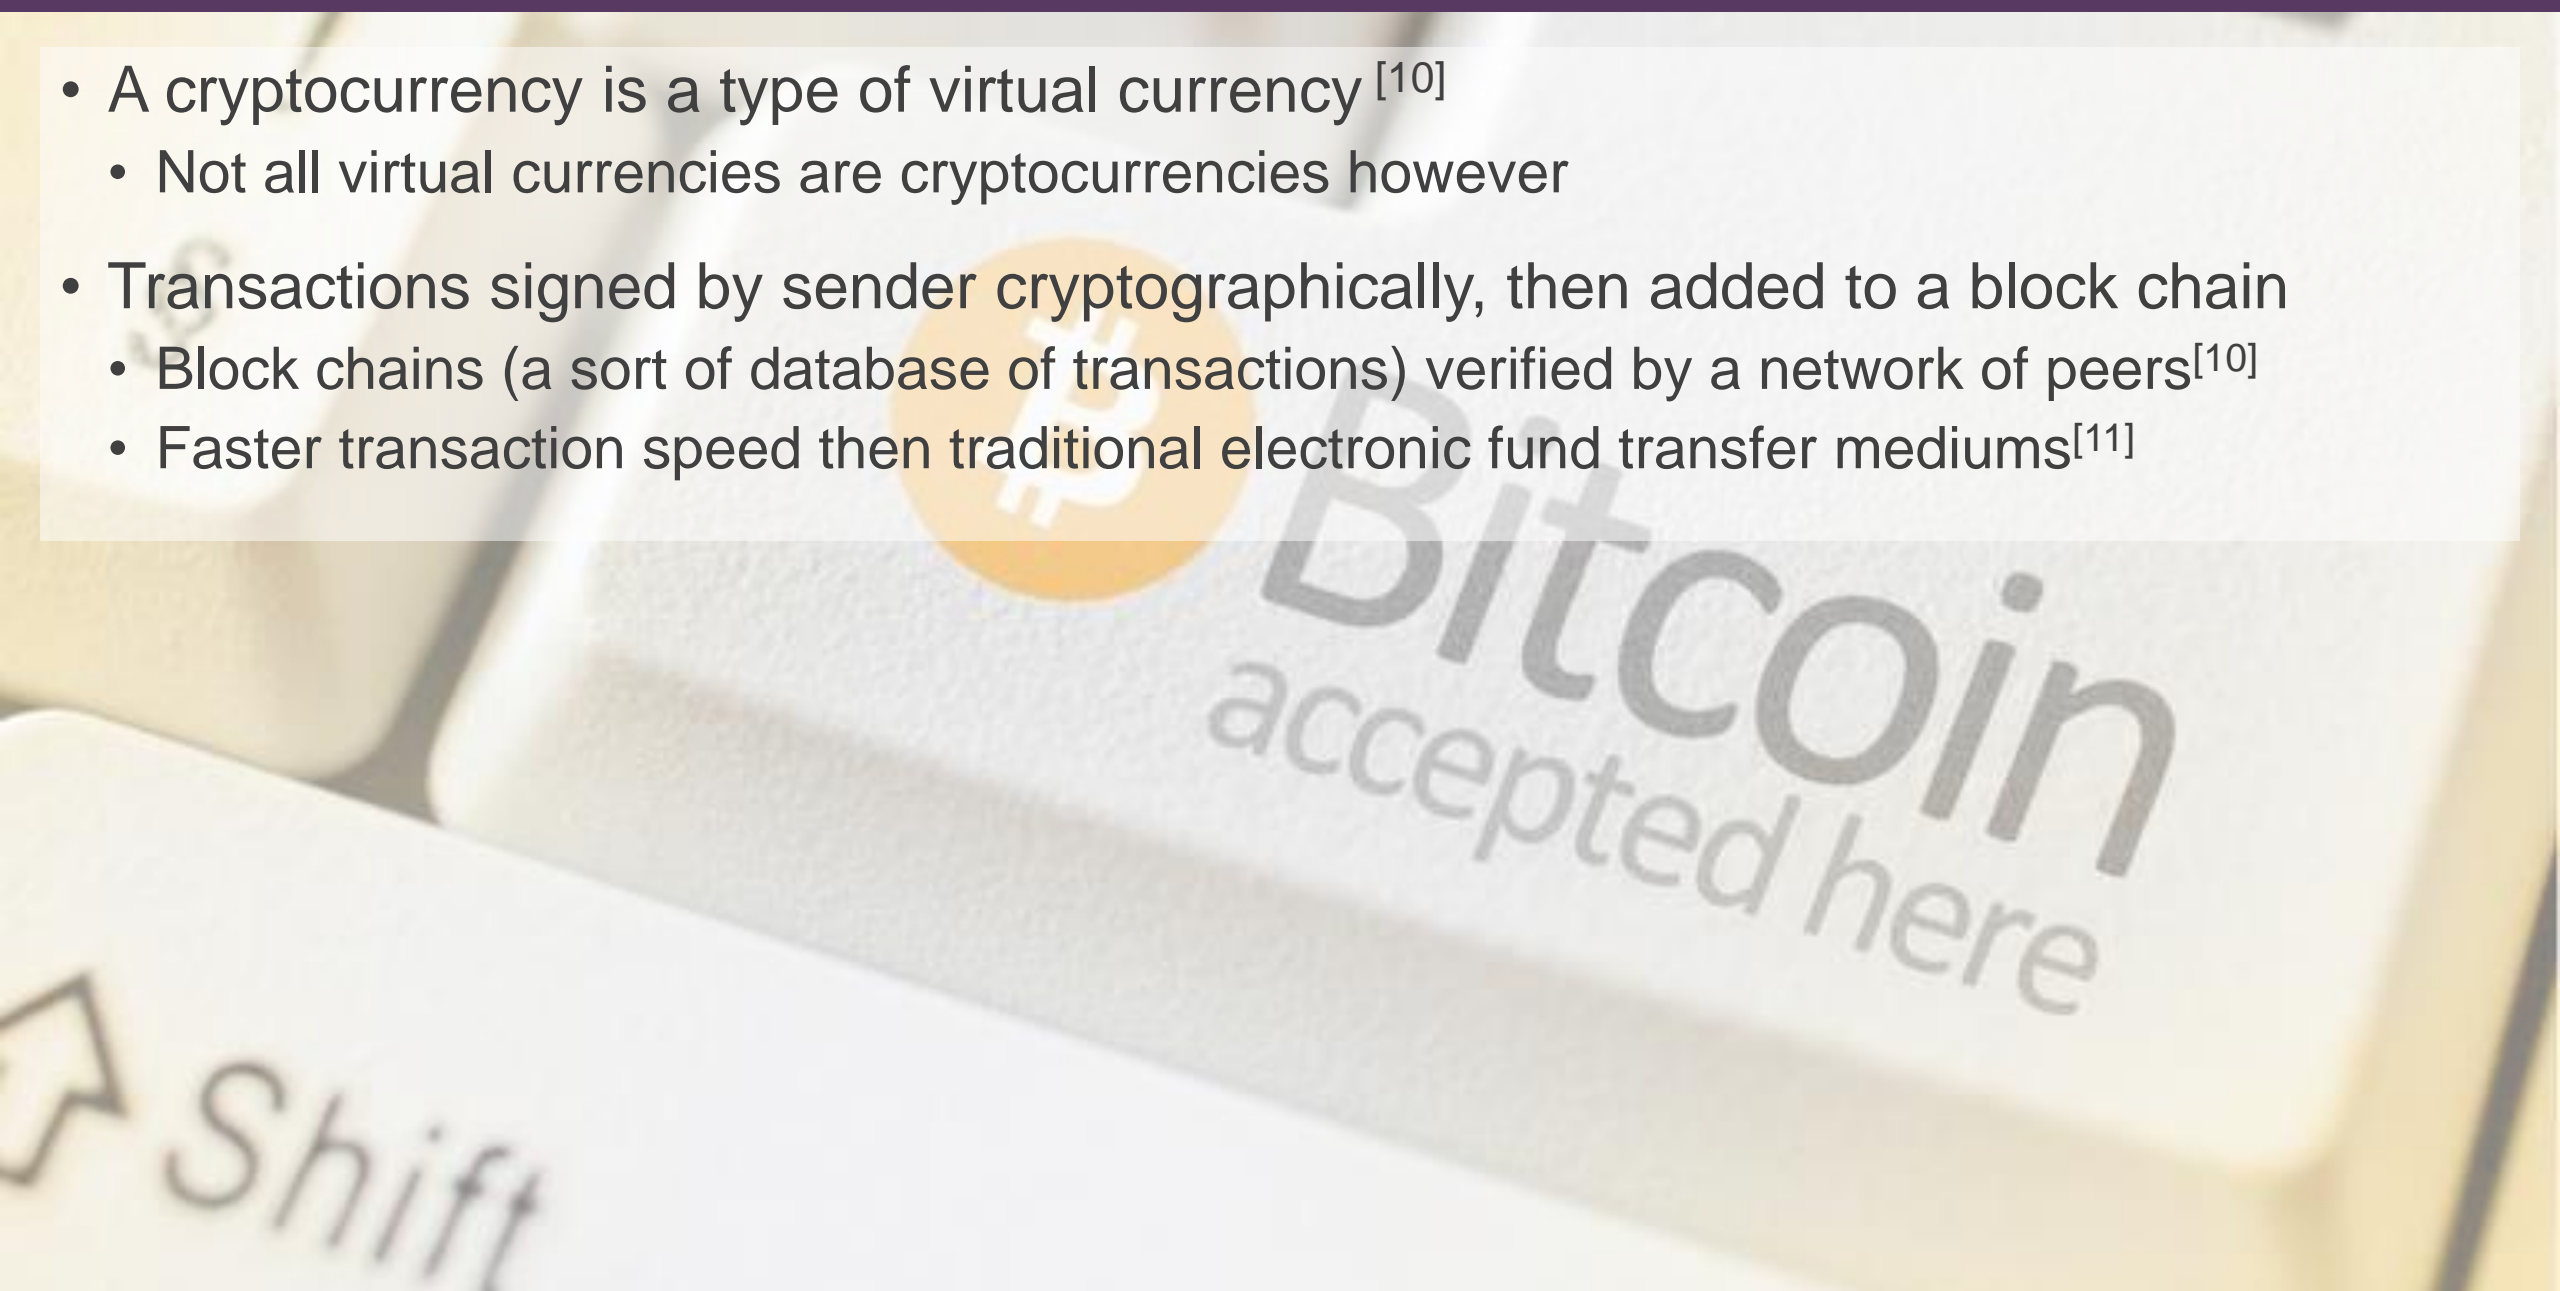 • A cryptocurrency is a type of virtual currency [10]
• Not all virtual currencies are cryptocurrencies however
• Transactions signed by sender cryptographically, then added to a block chain
• Block chains (a sort of database of transactions) verified by a network of peers[10]
• Faster transaction speed then traditional electronic fund transfer mediums[11]
Bitcoin
accepted here
Shift